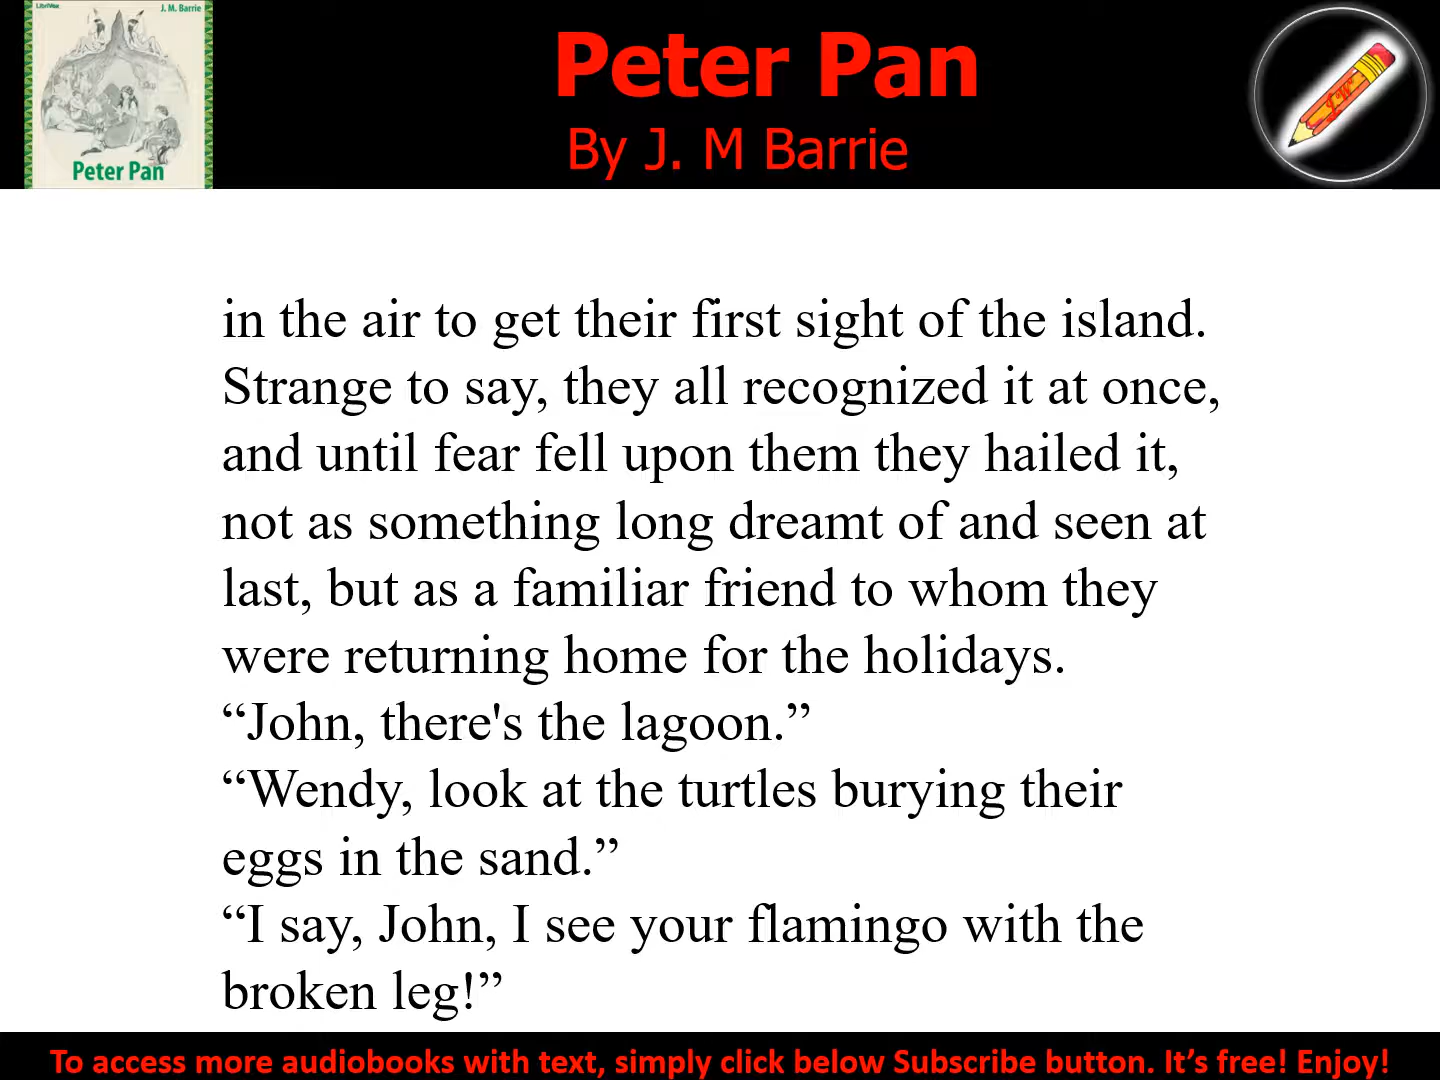 LibriVox
J. M. Barrie
Peter Pan
Peter Pan
By J. M Barrie
in the air to get their first sight of the island.
Strange to say, they all recognized it at once,
and until fear fell upon them they hailed it,
not as something long dreamt of and seen at
last, but as a familiar friend to whom they
were returning home for the holidays.
“John, there's the lagoon.”
“Wendy, look at the turtles burying their
eggs in the sand.”
“I say, John, I see your flamingo with the
broken leg!”
To access more audiobooks with text, simply click below Subscribe button. It’s free! Enjoy!